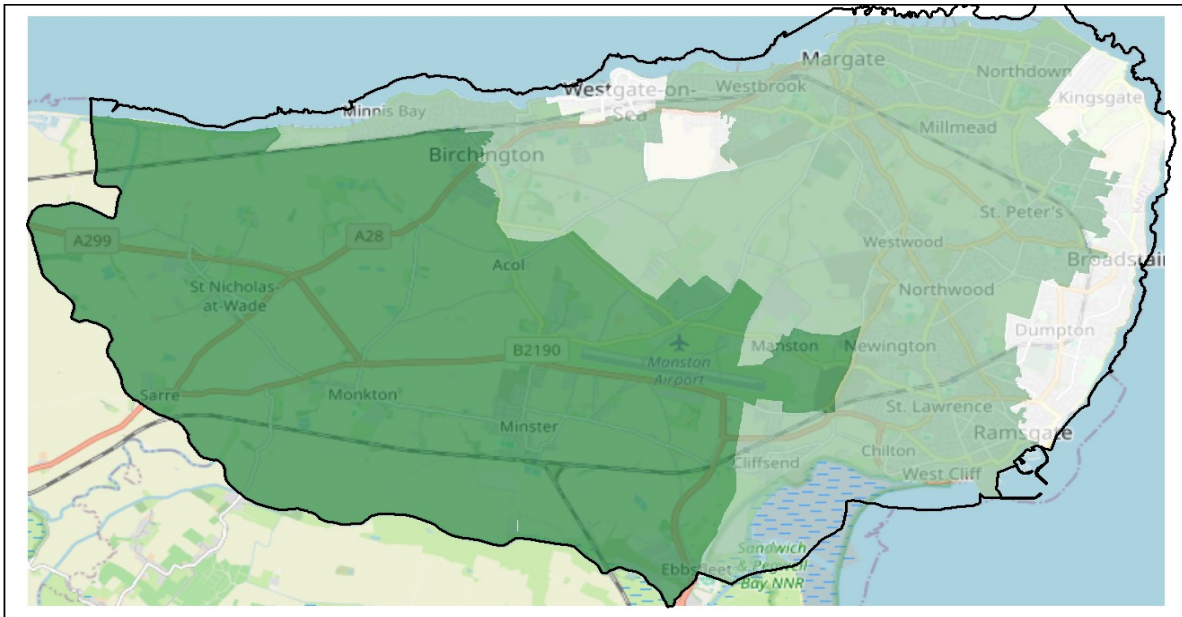 Margate
Northdown
Westgate-on-
Sea
Westbrook
Kingsgate
Minnis Bay
Millmead
Birchington
St. Peter's
A299
A28
Westwood
Broadstair
Acol
St Nicholas-
at-Wade
Northwood
Dumpton
B2190
Manston
Airport
Manston
Newington
Sarre
Monkton
St. Lawrence
Minster
Ramsgate
Chilton
Cliffsend
West Cliff
Sandwich
& Pegwell
Bay NNR
Ebbsfleet